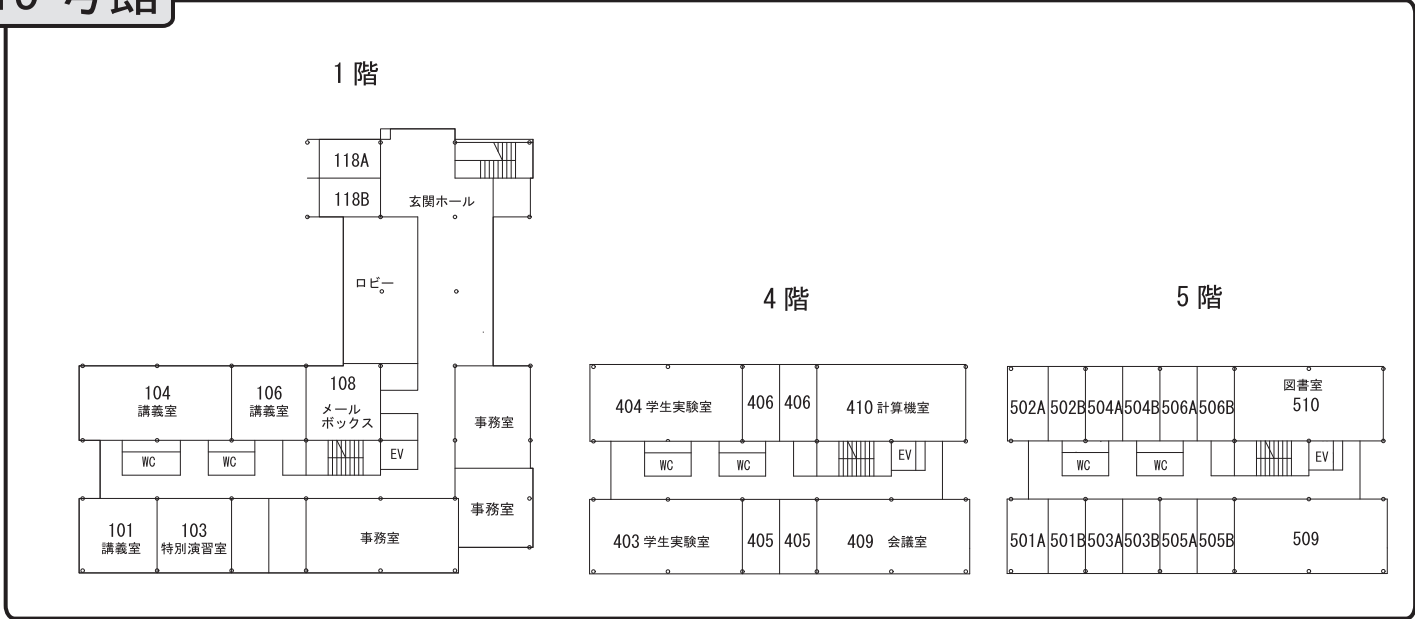 号館
1 階
118A
118B
玄関ホール
ロビー
104
講義室
106
講義室
108
メール
ボックス
事務室
WC
WC
EV
事務室
101
講義室
103
特別演習室
事務室
4 階
404 学生実験室
406
406
410 計算機室
WC
WC
EV
403 学生実験室
405
405
409 会議室
5 階
502A
502B
504A
504B
506A
506B
図書室
510
WC
WC
EV
501A
501B
503A
503B
505A
505B
509